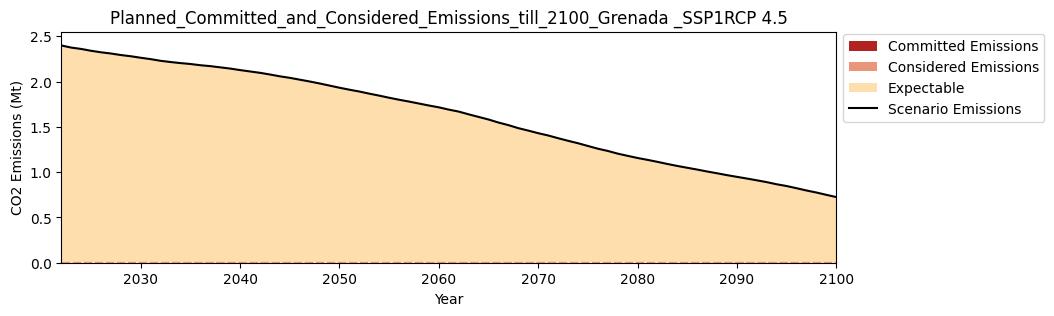 Planned_Committed_and_Considered_Emissions_till_2100_Grenada _SSP1RCP 4.5
2.5
2.0
1.5
1.0
0.5
0.0
CO2 Emissions (Mt)
2030
2040
2050
2060
2070
2080
2090
2100
Year
Committed Emissions
Considered Emissions
Expectable
Scenario Emissions